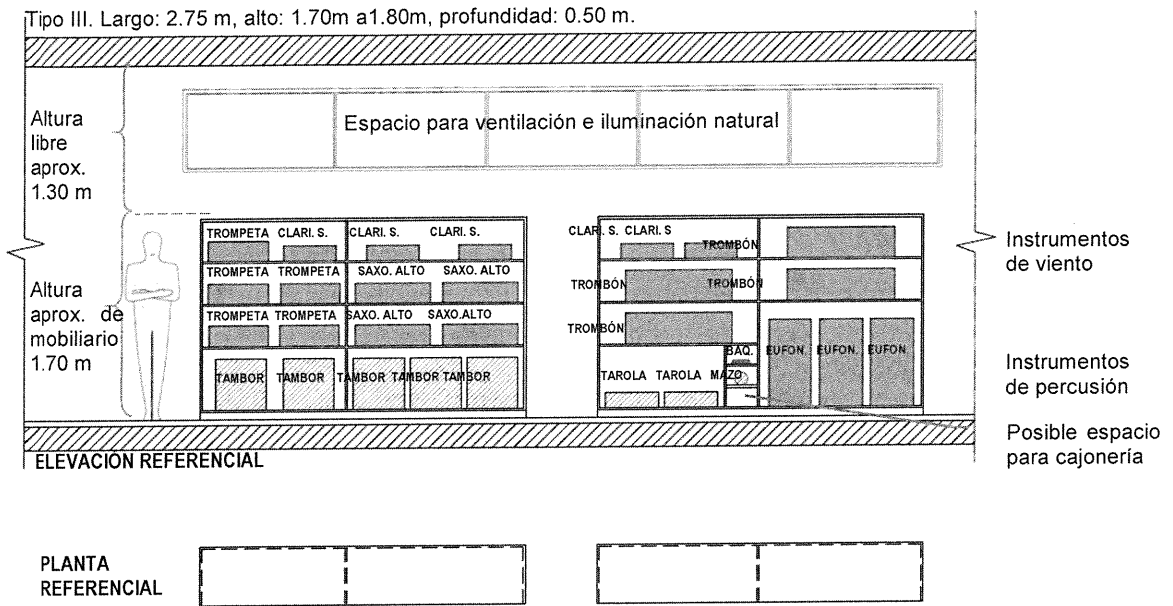 Tipo III. Largo: 2.75 m, alto: 1.70m a1.80m, profundidad: 0.50 m.
Altura
libre
aprox.
1.30 m
Espacio para ventilación e iluminación natural
Altura
aprox. de
mobiliario
1.70 m
TROMPETA CLARI. S. CLARI. S. CLARI. S.
TROMPETA TROMPETA SAXO. ALTO SAXO. ALTO
TROMPETA TROMPETA SAXO. ALTO SAXO.ALTO
TAMBOR TAMBOR TAMBOR TAMBOR TAMBOR
CLARI. S. CLARI. S
TROMBÓN
TROMBÓN TROMBÓN
TROMBÓN
BAQ. EUFON. EUFON. EUFON.
TAROLA TAROLA MAZO
Instrumentos
de viento
Instrumentos
de percusión
Posible espacio
para cajonería
ELEVACIÓN REFERENCIAL
PLANTA
REFERENCIAL